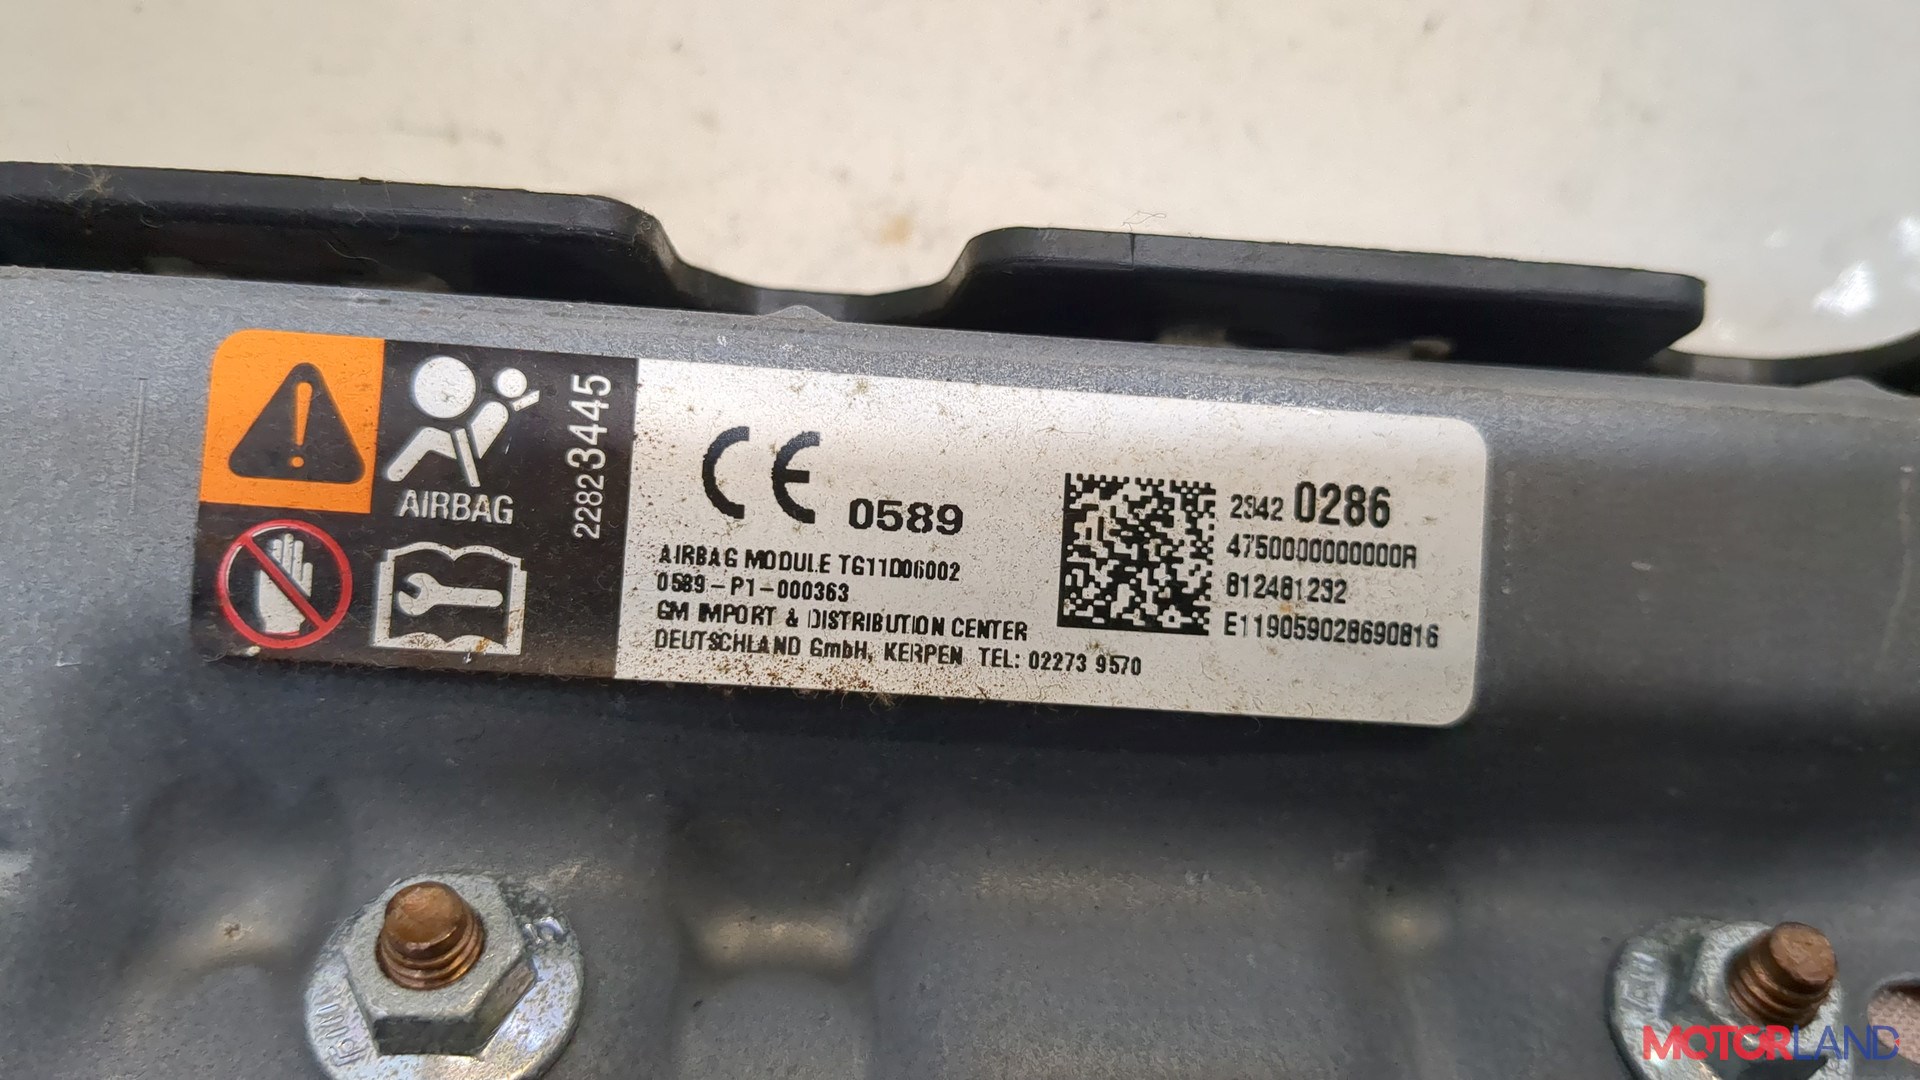 AIRBAG
22823445
CE 0589
AIRBAG MODULE TG11D06002
0589-P1-000363
GM IMPORT & DISTRIBUTION CENTER
DEUTSCHLAND GmbH, KERPEN TEL: 02273 9570
2942 0286
4750000000000R
812481232
E119059028690816
MOTORLAND